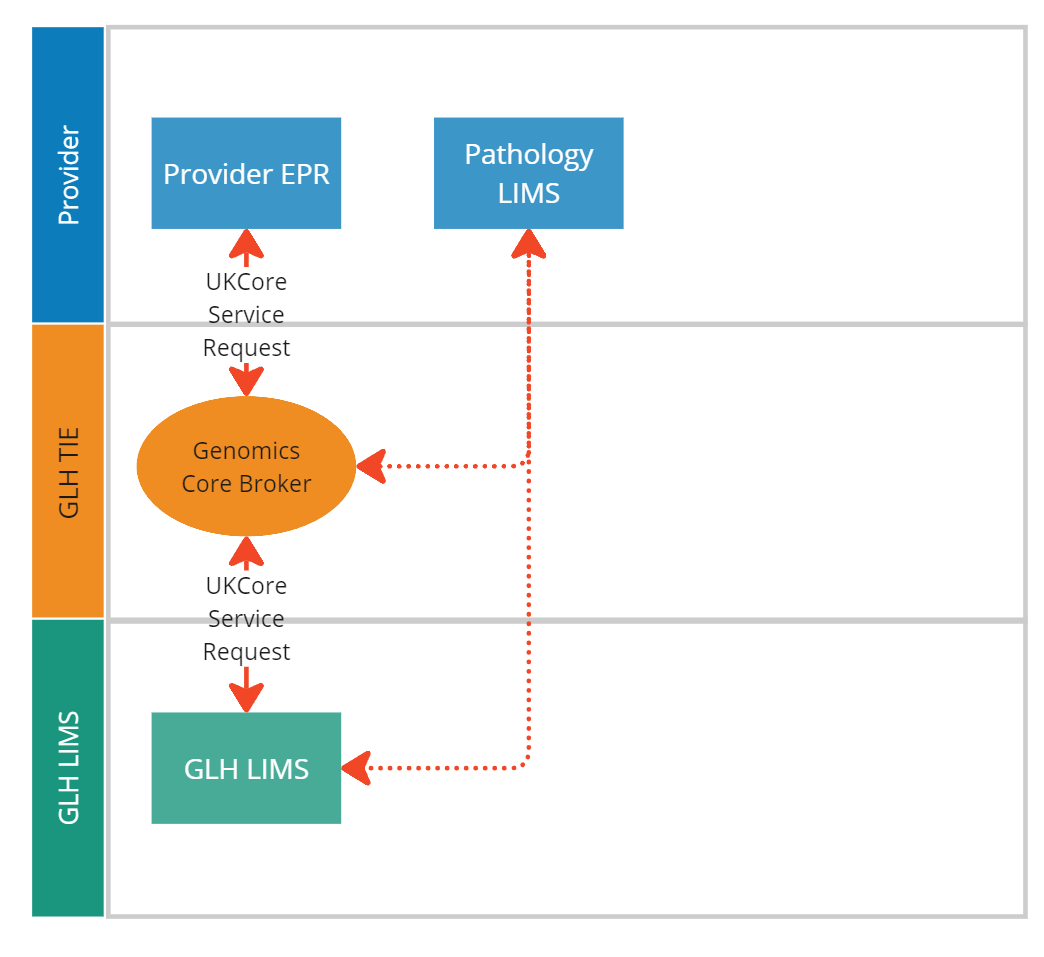 Provider
Provider EPR
Pathology
LIMS
UKCore
Service
Request
GLH TIE
Genomics
Core Broker
UKCore
Service
Request
GLH LIMS
GLH LIMS